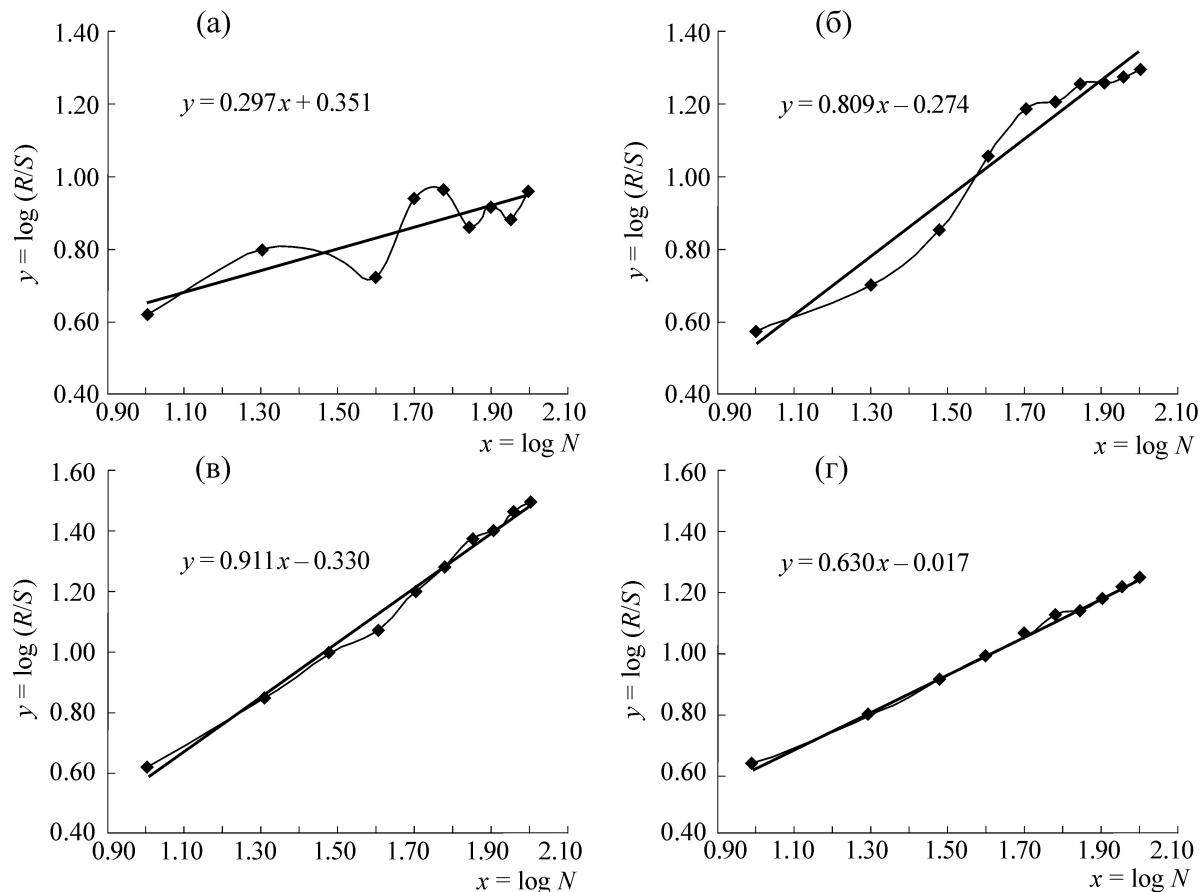 (а)
1.40
1.20
1.00
0.80
0.60
0.40
y = log (R/S)
y = 0.297x + 0.351
0.90 1.10 1.30 1.50 1.70 1.90 2.10
x = log N
(б)
1.40
1.20
1.00
0.80
0.60
0.40
y = log (R/S)
y = 0.809x – 0.274
0.90 1.10 1.30 1.50 1.70 1.90 2.10
x = log N
(в)
1.60
1.40
1.20
1.00
0.80
0.60
0.40
y = log (R/S)
y = 0.911x – 0.330
0.90 1.10 1.30 1.50 1.70 1.90 2.10
x = log N
(г)
1.60
1.40
1.20
1.00
0.80
0.60
0.40
y = log (R/S)
y = 0.630x – 0.017
0.90 1.10 1.30 1.50 1.70 1.90 2.10
x = log N